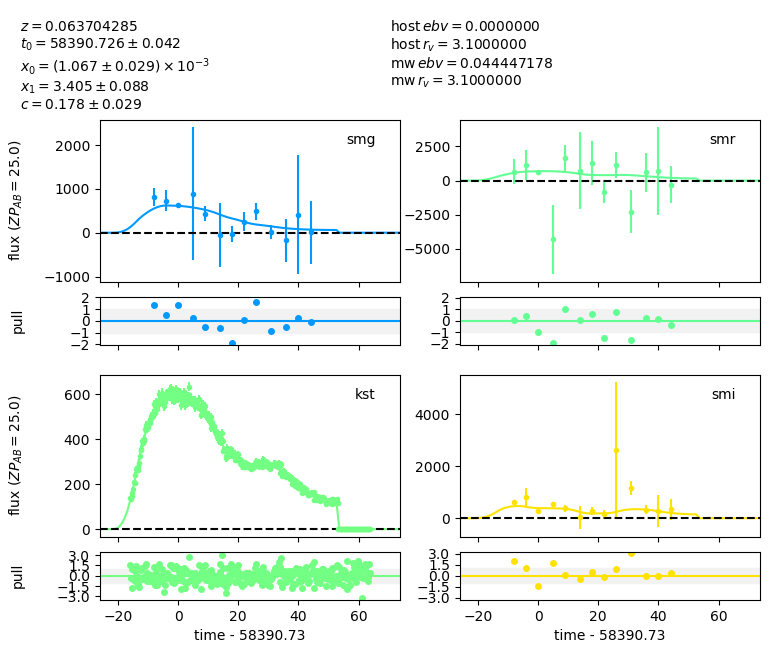 z = 0.063704285
t₀ = 58390.726 ± 0.042
x₀ = (1.067 ± 0.029) × 10⁻³
x₁ = 3.405 ± 0.088
c = 0.178 ± 0.029
host ebv = 0.0000000
host r_v = 3.1000000
mw ebv = 0.044447178
mw r_v = 3.1000000
smg
2000
1000
0
−1000
flux (ZP_AB = 25.0)
smr
2500
0
−2500
−5000
2
1
0
−1
−2
pull
2
1
0
−1
−2
kst
600
400
200
0
flux (ZP_AB = 25.0)
smi
4000
2000
0
3.0
1.5
0.0
−1.5
−3.0
pull
−20 0 20 40 60
time - 58390.73
3.0
1.5
0.0
−1.5
−3.0
−20 0 20 40 60
time - 58390.73